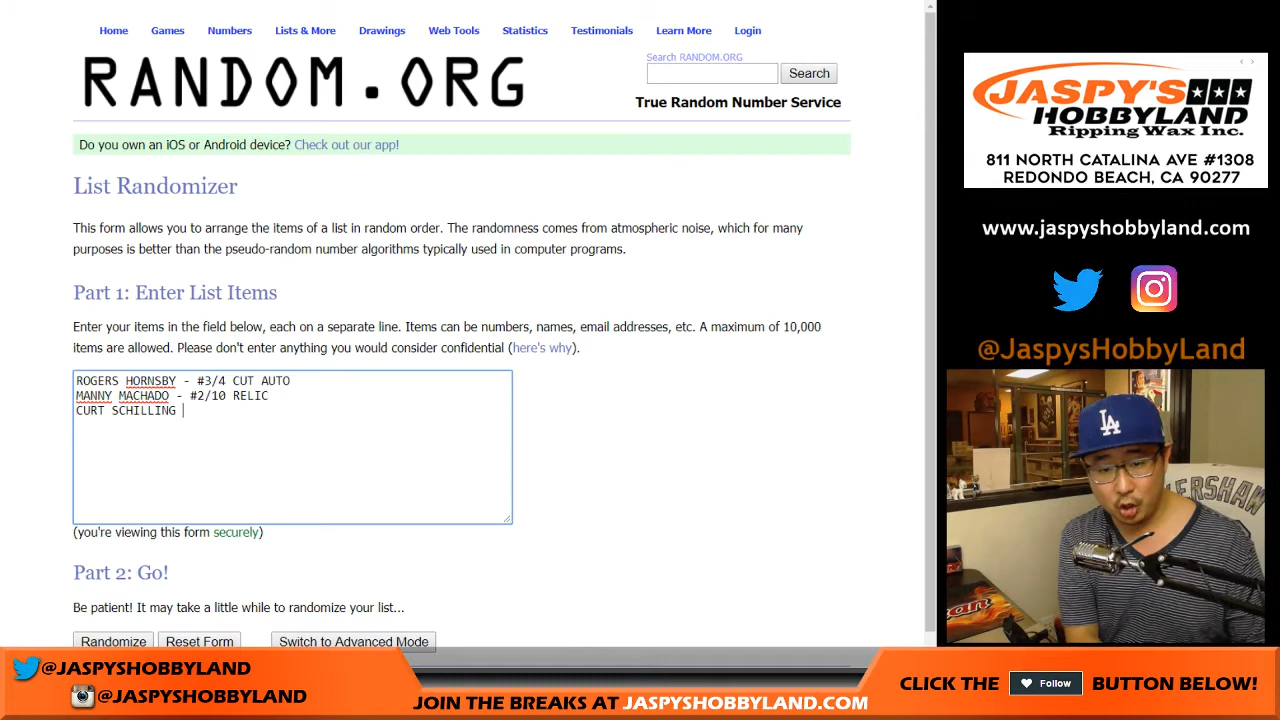 Home Games Numbers Lists & More Drawings Web Tools Statistics Testimonials Learn More Login
RANDOM.ORG
Search RANDOM.ORG
Search
True Random Number Service
Do you own an iOS or Android device? Check out our app!
List Randomizer
This form allows you to arrange the items of a list in random order. The randomness comes from atmospheric noise, which for many
purposes is better than the pseudo-random number algorithms typically used in computer programs.
Part 1: Enter List Items
Enter your items in the field below, each on a separate line. Items can be numbers, names, email addresses, etc. A maximum of 10,000
items are allowed. Please don't enter anything you would consider confidential (here's why).
ROGERS HORNSBY - #3/4 CUT AUTO
MANNY MACHADO - #2/10 RELIC
CURT SCHILLING
(you're viewing this form securely)
Part 2: Go!
Be patient! It may take a little while to randomize your list...
Randomize Reset Form Switch to Advanced Mode
JASPY'S
HOBBYLAND
Ripping Wax Inc.
811 NORTH CATALINA AVE #1308
REDONDO BEACH, CA 90277
www.jaspyshobbyland.com
@JaspysHobbyLand
LA
ERSHAW
@JASPYSHOBBYLAND
@JASPYSHOBBYLAND
JOIN THE BREAKS AT JASPYSHOBBYLAND.COM
CLICK THE Follow BUTTON BELOW!